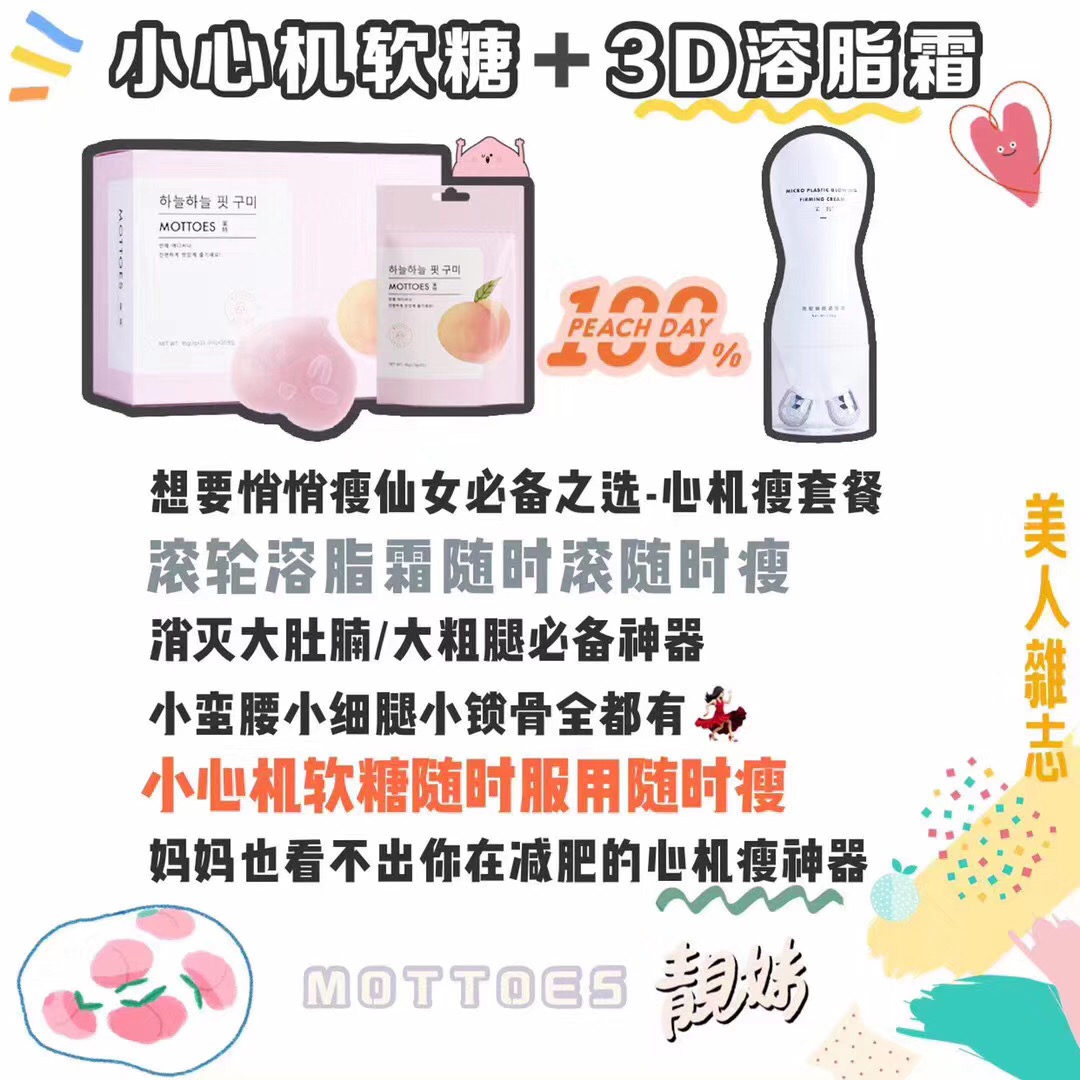 小心机软糖+3D溶脂霜
하늘하늘 핏 구미
MOTTOES
MOTTOES
하늘하늘 핏 구미
MOTTOES
100%
PEACH DAY
FIRMING CREAM
想要悄悄瘦仙女必备之选-心机瘦套餐
滚轮溶脂霜随时滚随时瘦
消灭大肚腩/大粗腿必备神器
小蛮腰小细腿小锁骨全都有
小心机软糖随时服用随时瘦
妈妈也看不出你在减肥的心机瘦神器
美人雜志
MOTTOES
靓妹